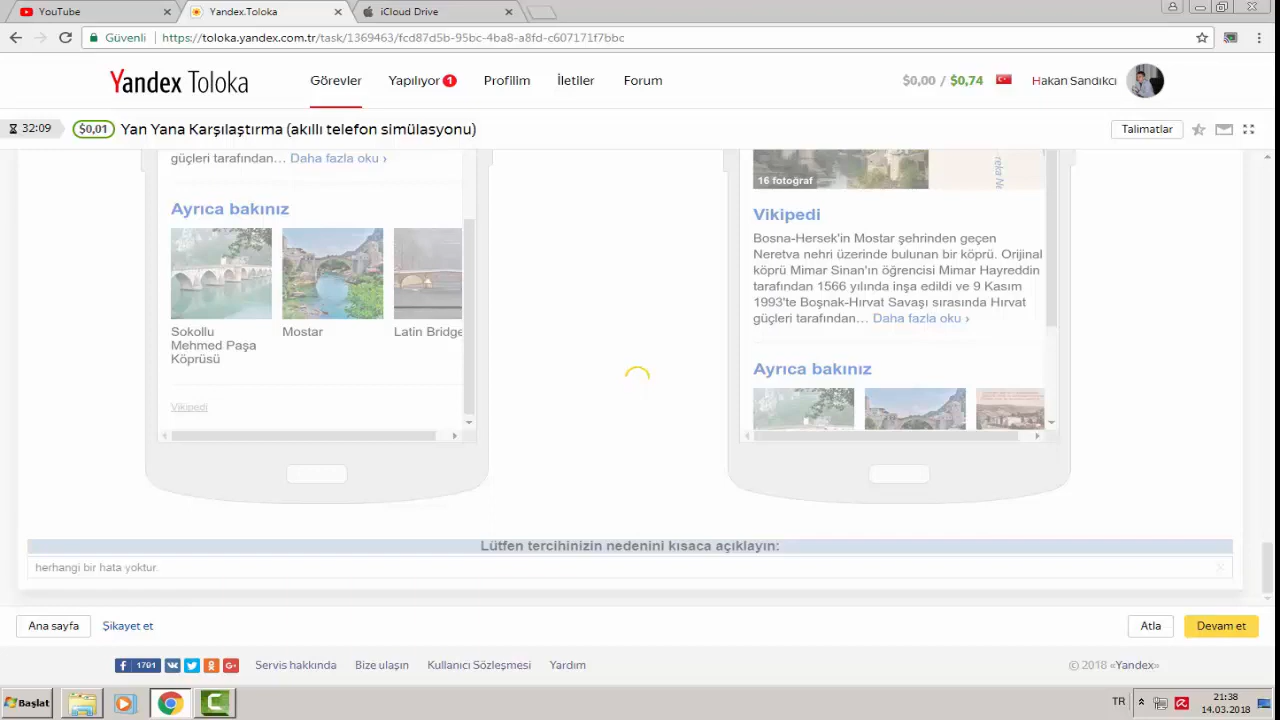 YouTube
Yandex.Toloka
iCloud Drive
Güvenli
https://toloka.yandex.com.tr/task/1369463/fcd87d5b-95bc-4ba8-a8fd-c607171f7bbc
Yandex Toloka
Görevler
Yapılıyor 1
Profilim
İletiler
Forum
$0,00 / $0,74
Hakan Sandıkcı
32:09
$0,01
Yan Yana Karşılaştırma (akıllı telefon simülasyonu)
Talimatlar
güçleri tarafından… Daha fazla oku ›
Ayrıca bakınız
Sokollu
Mehmed Paşa
Köprüsü
Mostar
Latin Bridge
Vikipedi
16 fotoğraf
Vikipedi
Bosna-Hersek'in Mostar şehrinden geçen
Neretva nehri üzerinde bulunan bir köprü. Orijinal
köprü Mimar Sinan'ın öğrencisi Mimar Hayreddin
tarafından 1566 yılında inşa edildi ve 9 Kasım
1993'te Boşnak-Hırvat Savaşı sırasında Hırvat
güçleri tarafından… Daha fazla oku ›
Ayrıca bakınız
Lütfen tercihinizin nedenini kısaca açıklayın:
herhangi bir hata yoktur.
Ana sayfa
Şikayet et
Atla
Devam et
1791
Servis hakkında
Bize ulaşın
Kullanıcı Sözleşmesi
Yardım
© 2018 «Yandex»
Başlat
TR
21:38
14.03.2018